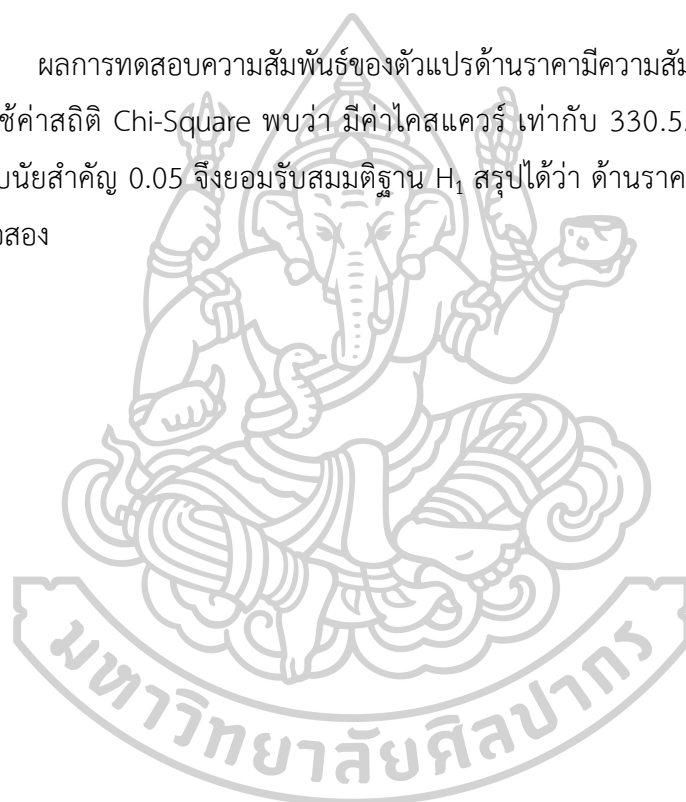 ผลการทดสอบความสัมพันธ์ของตัวแปรด้านราคามีความสัม
ช้ค่าสถิติ Chi-Square พบว่า มีค่าไคสแควร์ เท่ากับ 330.5.
บนัยสำคัญ 0.05 จึงยอมรับสมมติฐาน H₁ สรุปได้ว่า ด้านราค
อสอง
มหาวิทยาลัยศิลปากร